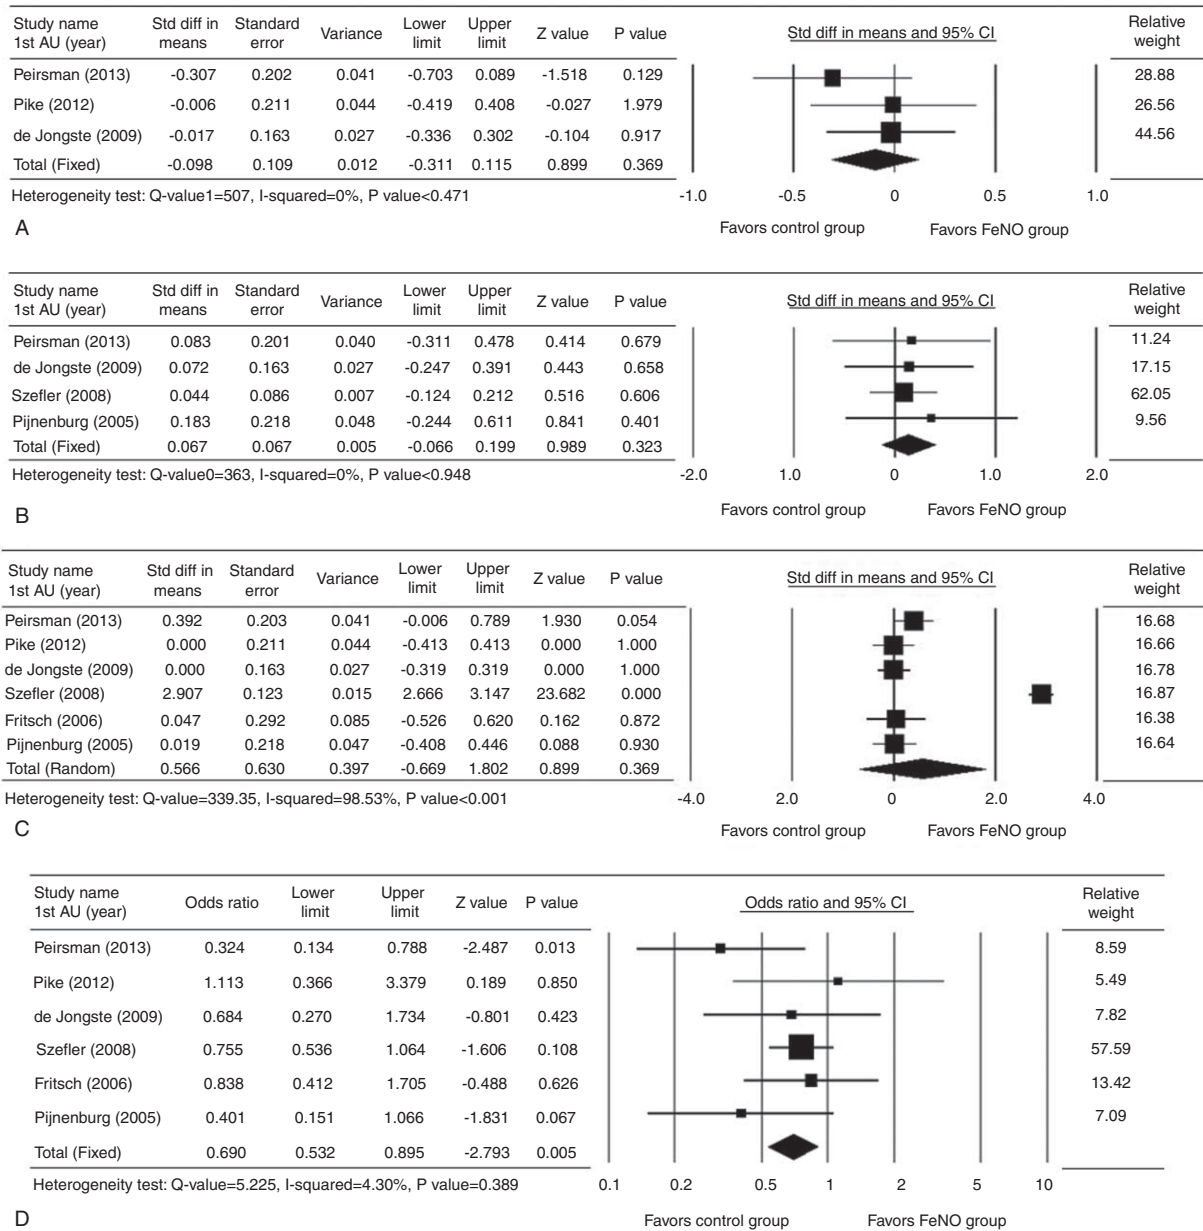 Study name 1st AU (year) Std diff in means Standard error Variance Lower limit Upper limit Z value P value Std diff in means and 95% CI Relative weight
Peirsman (2013) -0.307 0.202 0.041 -0.703 0.089 -1.518 0.129 28.88
Pike (2012) -0.006 0.211 0.044 -0.419 0.408 -0.027 1.979 26.56
de Jongste (2009) -0.017 0.163 0.027 -0.336 0.302 -0.104 0.917 44.56
Total (Fixed) -0.098 0.109 0.012 -0.311 0.115 0.899 0.369
Heterogeneity test: Q-value1=507, I-squared=0%, P value<0.471
-1.0 -0.5 0 0.5 1.0
Favors control group Favors FeNO group
A
Study name 1st AU (year) Std diff in means Standard error Variance Lower limit Upper limit Z value P value Std diff in means and 95% CI Relative weight
Peirsman (2013) 0.083 0.201 0.040 -0.311 0.478 0.414 0.679 11.24
de Jongste (2009) 0.072 0.163 0.027 -0.247 0.391 0.443 0.658 17.15
Szefler (2008) 0.044 0.086 0.007 -0.124 0.212 0.516 0.606 62.05
Pijnenburg (2005) 0.183 0.218 0.048 -0.244 0.611 0.841 0.401 9.56
Total (Fixed) 0.067 0.067 0.005 -0.066 0.199 0.989 0.323
Heterogeneity test: Q-value0=363, I-squared=0%, P value<0.948
-2.0 1.0 0 1.0 2.0
Favors control group Favors FeNO group
B
Study name 1st AU (year) Std diff in means Standard error Variance Lower limit Upper limit Z value P value Std diff in means and 95% CI Relative weight
Peirsman (2013) 0.392 0.203 0.041 -0.006 0.789 1.930 0.054 16.68
Pike (2012) 0.000 0.211 0.044 -0.413 0.413 0.000 1.000 16.66
de Jongste (2009) 0.000 0.163 0.027 -0.319 0.319 0.000 1.000 16.78
Szefler (2008) 2.907 0.123 0.015 2.666 3.147 23.682 0.000 16.87
Fritsch (2006) 0.047 0.292 0.085 -0.526 0.620 0.162 0.872 16.38
Pijnenburg (2005) 0.019 0.218 0.047 -0.408 0.446 0.088 0.930 16.64
Total (Random) 0.566 0.630 0.397 -0.669 1.802 0.899 0.369
Heterogeneity test: Q-value=339.35, I-squared=98.53%, P value<0.001
-4.0 2.0 0 2.0 4.0
Favors control group Favors FeNO group
C
Study name 1st AU (year) Odds ratio Lower limit Upper limit Z value P value Odds ratio and 95% CI Relative weight
Peirsman (2013) 0.324 0.134 0.788 -2.487 0.013 8.59
Pike (2012) 1.113 0.366 3.379 0.189 0.850 5.49
de Jongste (2009) 0.684 0.270 1.734 -0.801 0.423 7.82
Szefler (2008) 0.755 0.536 1.064 -1.606 0.108 57.59
Fritsch (2006) 0.838 0.412 1.705 -0.488 0.626 13.42
Pijnenburg (2005) 0.401 0.151 1.066 -1.831 0.067 7.09
Total (Fixed) 0.690 0.532 0.895 -2.793 0.005
Heterogeneity test: Q-value=5.225, I-squared=4.30%, P value=0.389
0.1 0.2 0.5 1 2 5 10
Favors control group Favors FeNO group
D